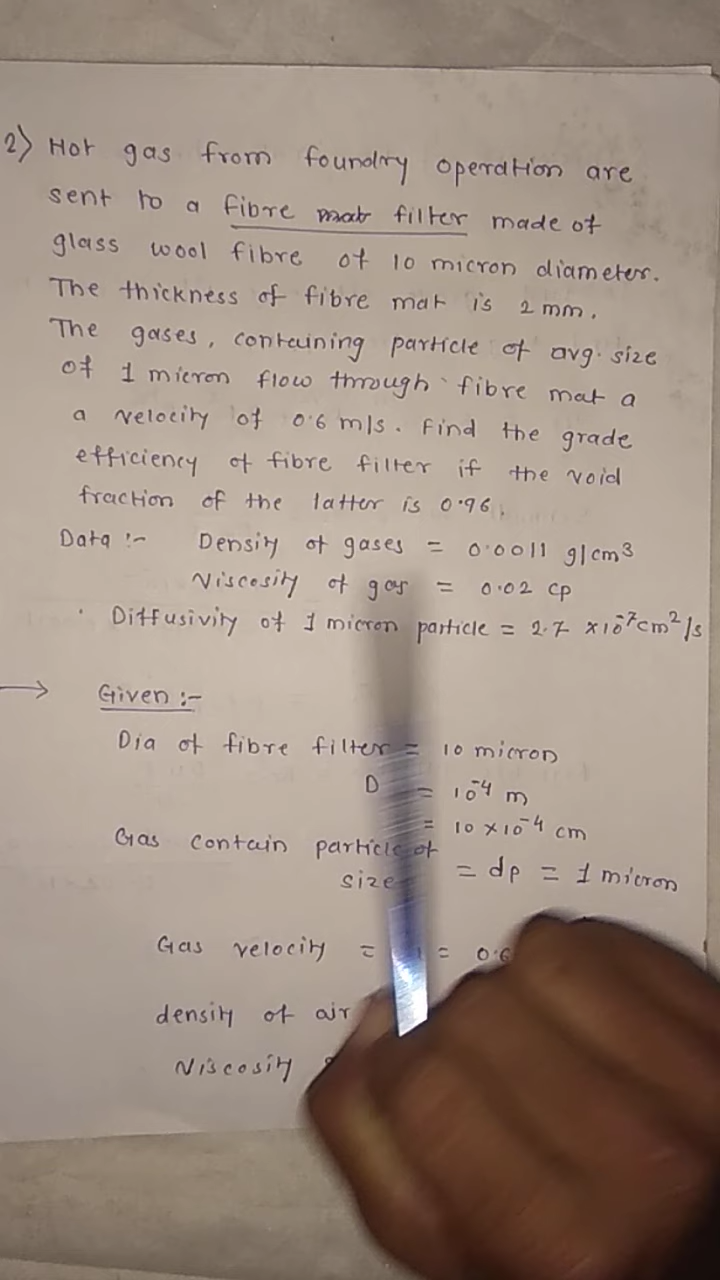 2) Hot gas from foundry operation are
sent to a fibre mat filter made of
glass wool fibre of 10 micron diameter.
The thickness of fibre mat is 2 mm.
The gases, containing particle of avg. size
of 1 micron flow through fibre mat a
a velocity of 0.6 m/s. Find the grade
efficiency of fibre filter if the void
fraction of the latter is 0.96.
Data :- Density of gases = 0.0011 g/cm3
Viscosity of gas = 0.02 cp
Diffusivity of 1 micron particle = 2.7 ×10-7 cm2/s
→ Given :-
Dia of fibre filter = 10 micron
D = 10-4 m
= 10 × 10-4 cm
Gas contain particle of
size = dp = 1 micron
Gas velocity = = 0.6
density of air
Viscosity